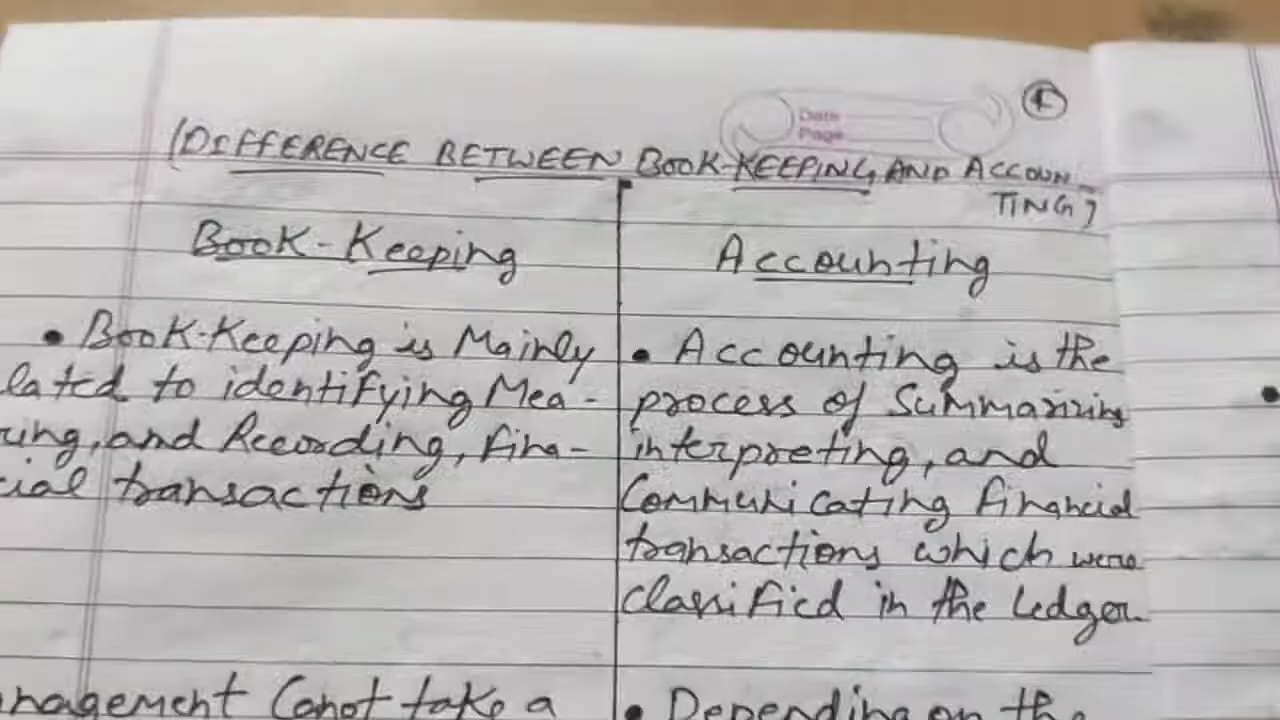 Date
Page
(DIFFERENCE BETWEEN BOOK-KEEPING AND ACCOUN-
TING)
Book-Keeping
• Book-Keeping is Mainly
lated to identifying Mea-
ring, and Recording, Fina-
cial transactions
nagement Canot take a
Accounting
• Accounting is the
process of Summarizing
interpreting, and
Communicating financial
transactions which were
classified in the Ledger
• Depending on the